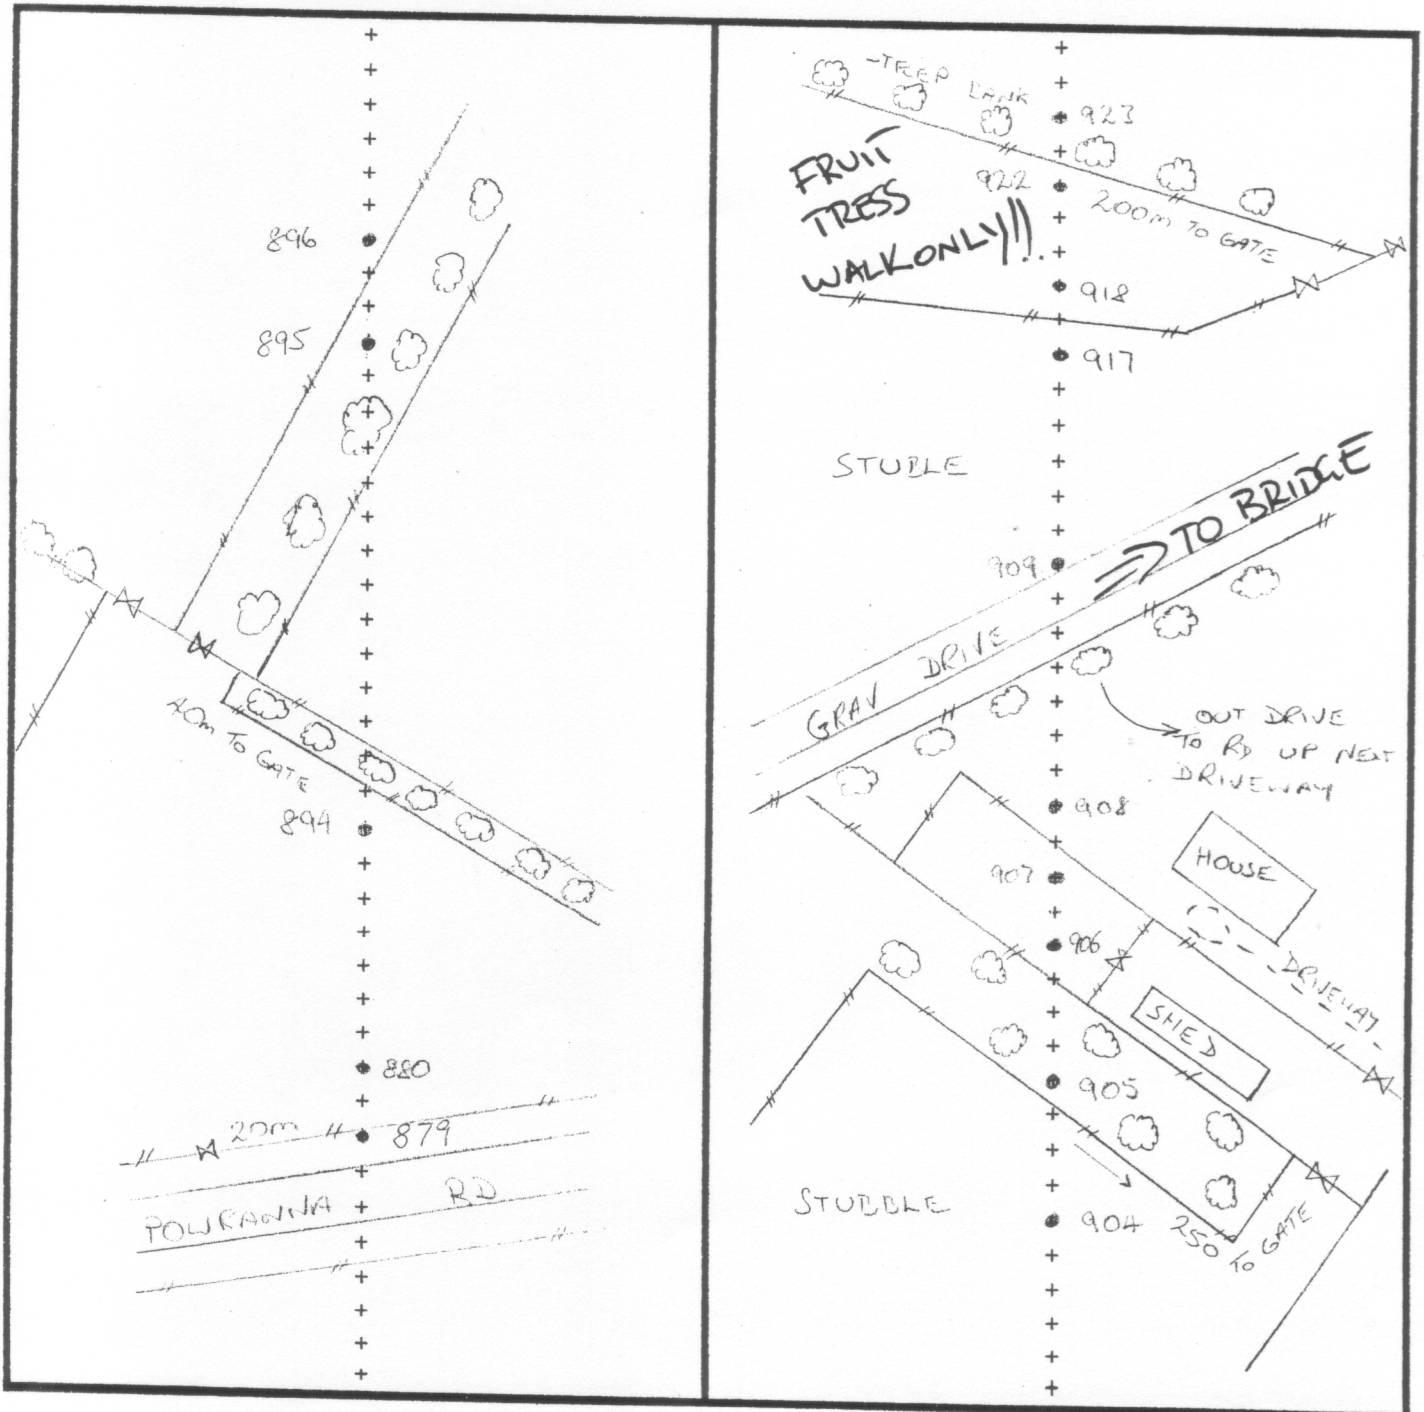 896
895
40m TO GATE
894
880
20m
879
POWRANNA RD
-TEEP BANK
923
FRUIT
TRESS
WALK ONLY!!!
922
200m TO GATE
918
917
STUBLE
TO BRIDGE
909
GRAV DRIVE
OUT DRIVE
TO RD UP NEXT
DRIVEWAY
908
HOUSE
907
906
DRIVEWAY
SHED
905
STUBBLE
904
250 TO GATE